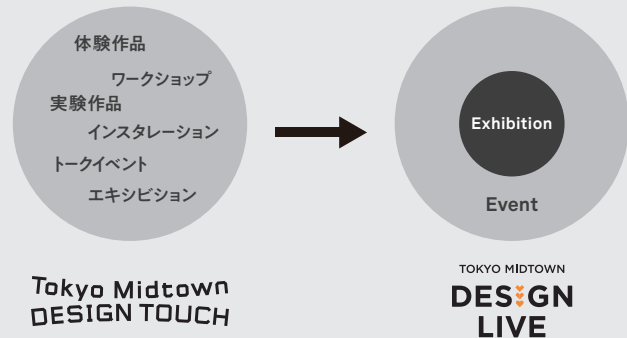 体験作品
ワークショップ
実験作品
インスタレーション
トークイベント
エキシビション
Tokyo Midtown
DESIGN TOUCH
Exhibition
Event
TOKYO MIDTOWN
DESIGN
LIVE